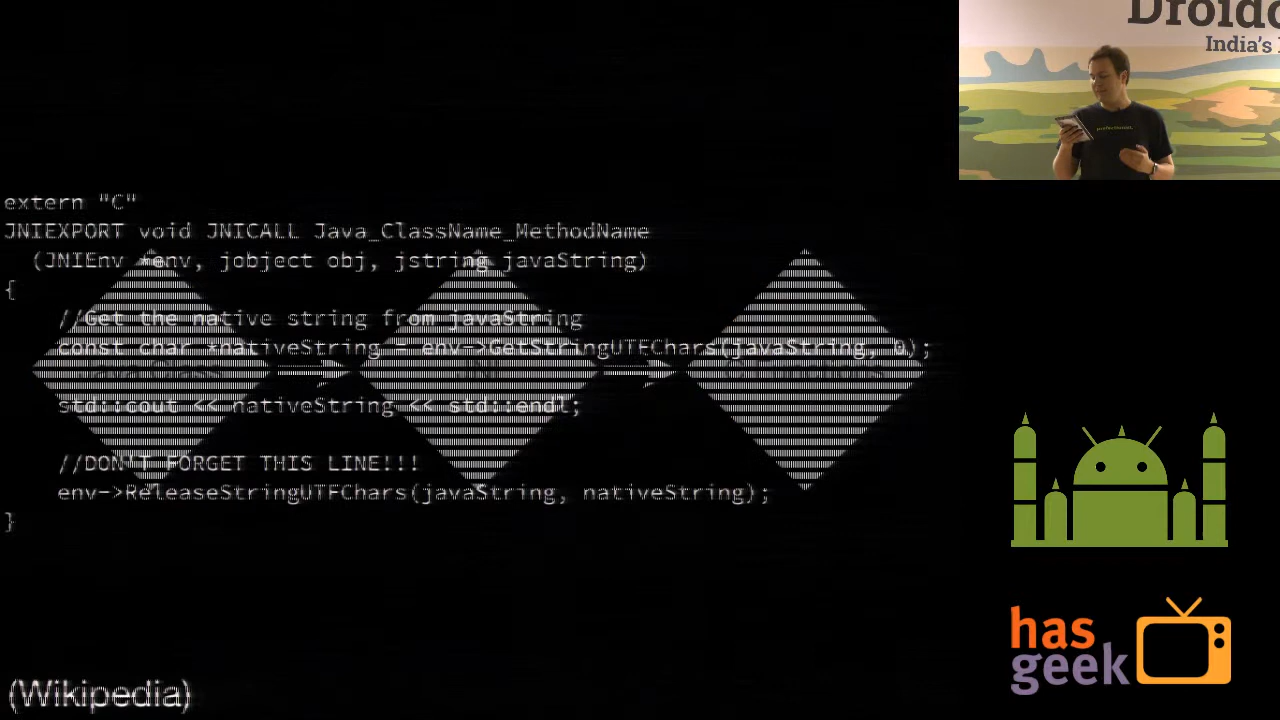 Droidc
India's
extern "C"
JNIEXPORT void JNICALL Java_ClassName_MethodName
(JNIEnv *env, jobject obj, jstring javaString)
{
//Get the native string from javaString
const char *nativeString = env->GetStringUTFChars(javaString, 0);
std::cout << nativeString << std::endl;
//DON'T FORGET THIS LINE!!!
env->ReleaseStringUTFChars(javaString, nativeString);
}
(Wikipedia)
has
geek